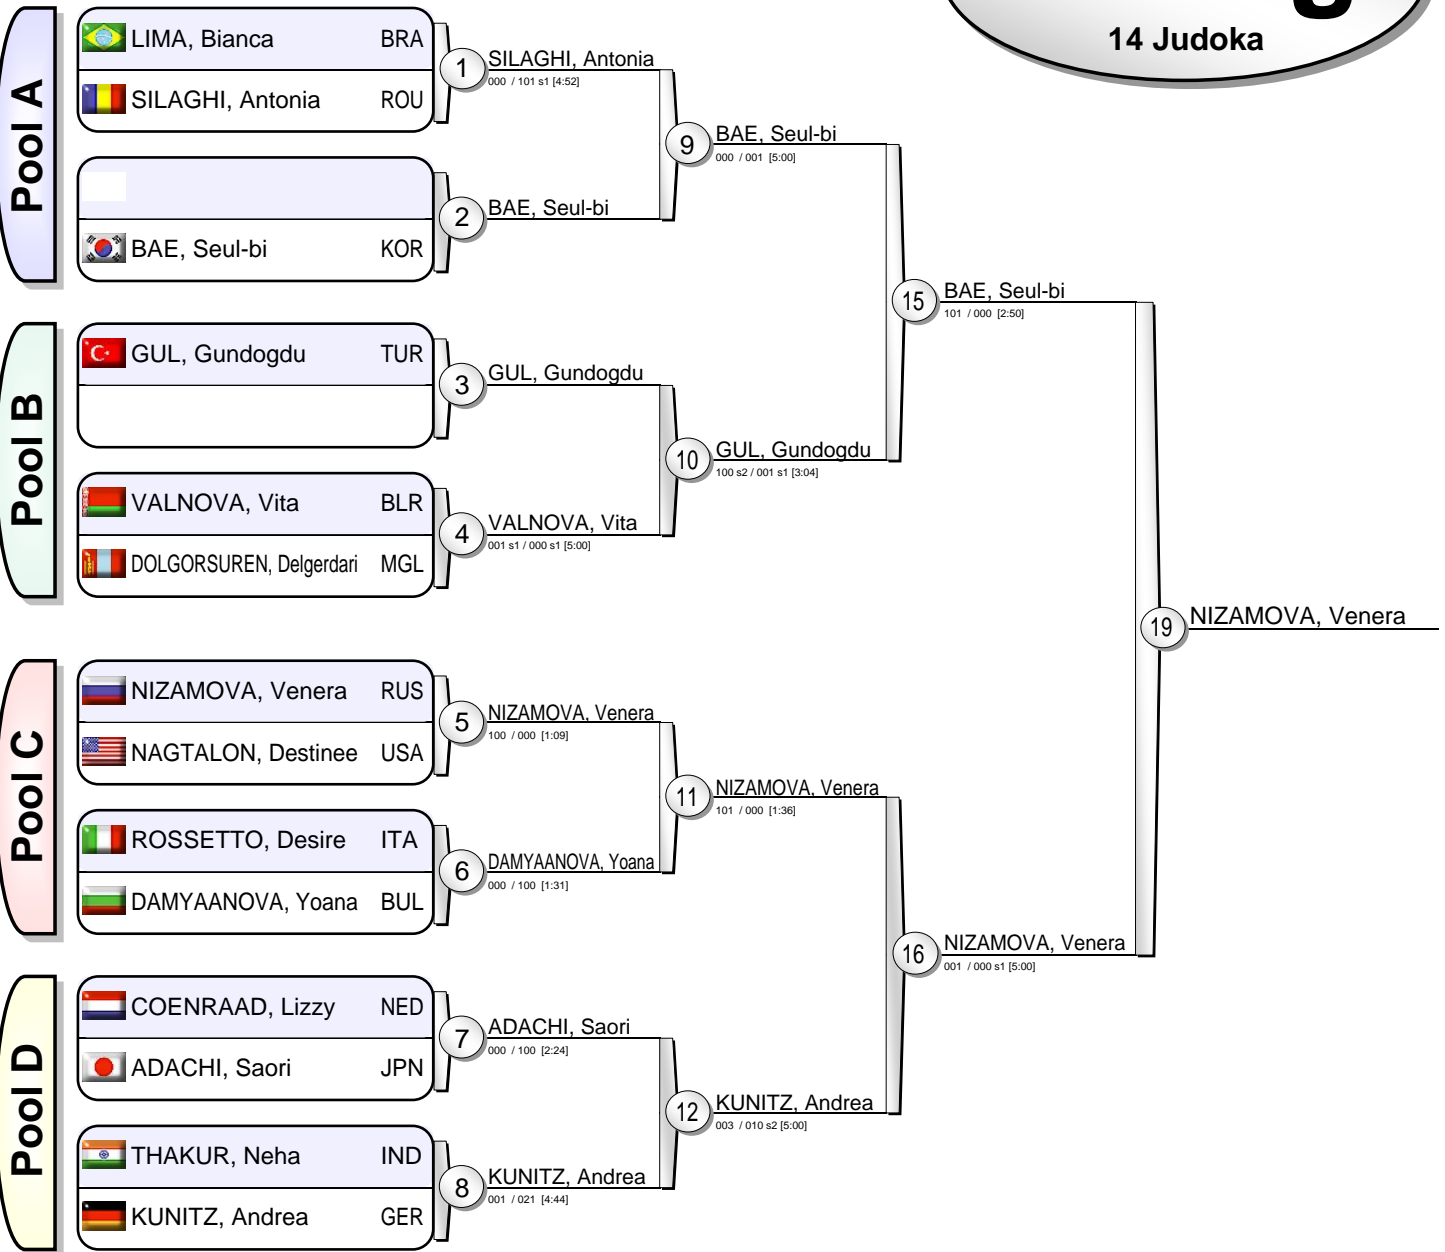 14 Judoka
Pool A
LIMA, Bianca BRA
SILAGHI, Antonia ROU
1
SILAGHI, Antonia
000 / 101 s1 [4:52]
BAE, Seul-bi KOR
2
BAE, Seul-bi
9
BAE, Seul-bi
000 / 001 [5:00]
Pool B
GUL, Gundogdu TUR
3
GUL, Gundogdu
VALNOVA, Vita BLR
DOLGORSUREN, Delgerdari MGL
4
VALNOVA, Vita
001 s1 / 000 s1 [5:00]
10
GUL, Gundogdu
100 s2 / 001 s1 [3:04]
15
BAE, Seul-bi
101 / 000 [2:50]
Pool C
NIZAMOVA, Venera RUS
NAGTALON, Destinee USA
5
NIZAMOVA, Venera
100 / 000 [1:09]
ROSSETTO, Desire ITA
DAMYAANOVA, Yoana BUL
6
DAMYAANOVA, Yoana
000 / 100 [1:31]
11
NIZAMOVA, Venera
101 / 000 [1:36]
Pool D
COENRAAD, Lizzy NED
ADACHI, Saori JPN
7
ADACHI, Saori
000 / 100 [2:24]
THAKUR, Neha IND
KUNITZ, Andrea GER
8
KUNITZ, Andrea
001 / 021 [4:44]
12
KUNITZ, Andrea
003 / 010 s2 [5:00]
16
NIZAMOVA, Venera
001 / 000 s1 [5:00]
19
NIZAMOVA, Venera